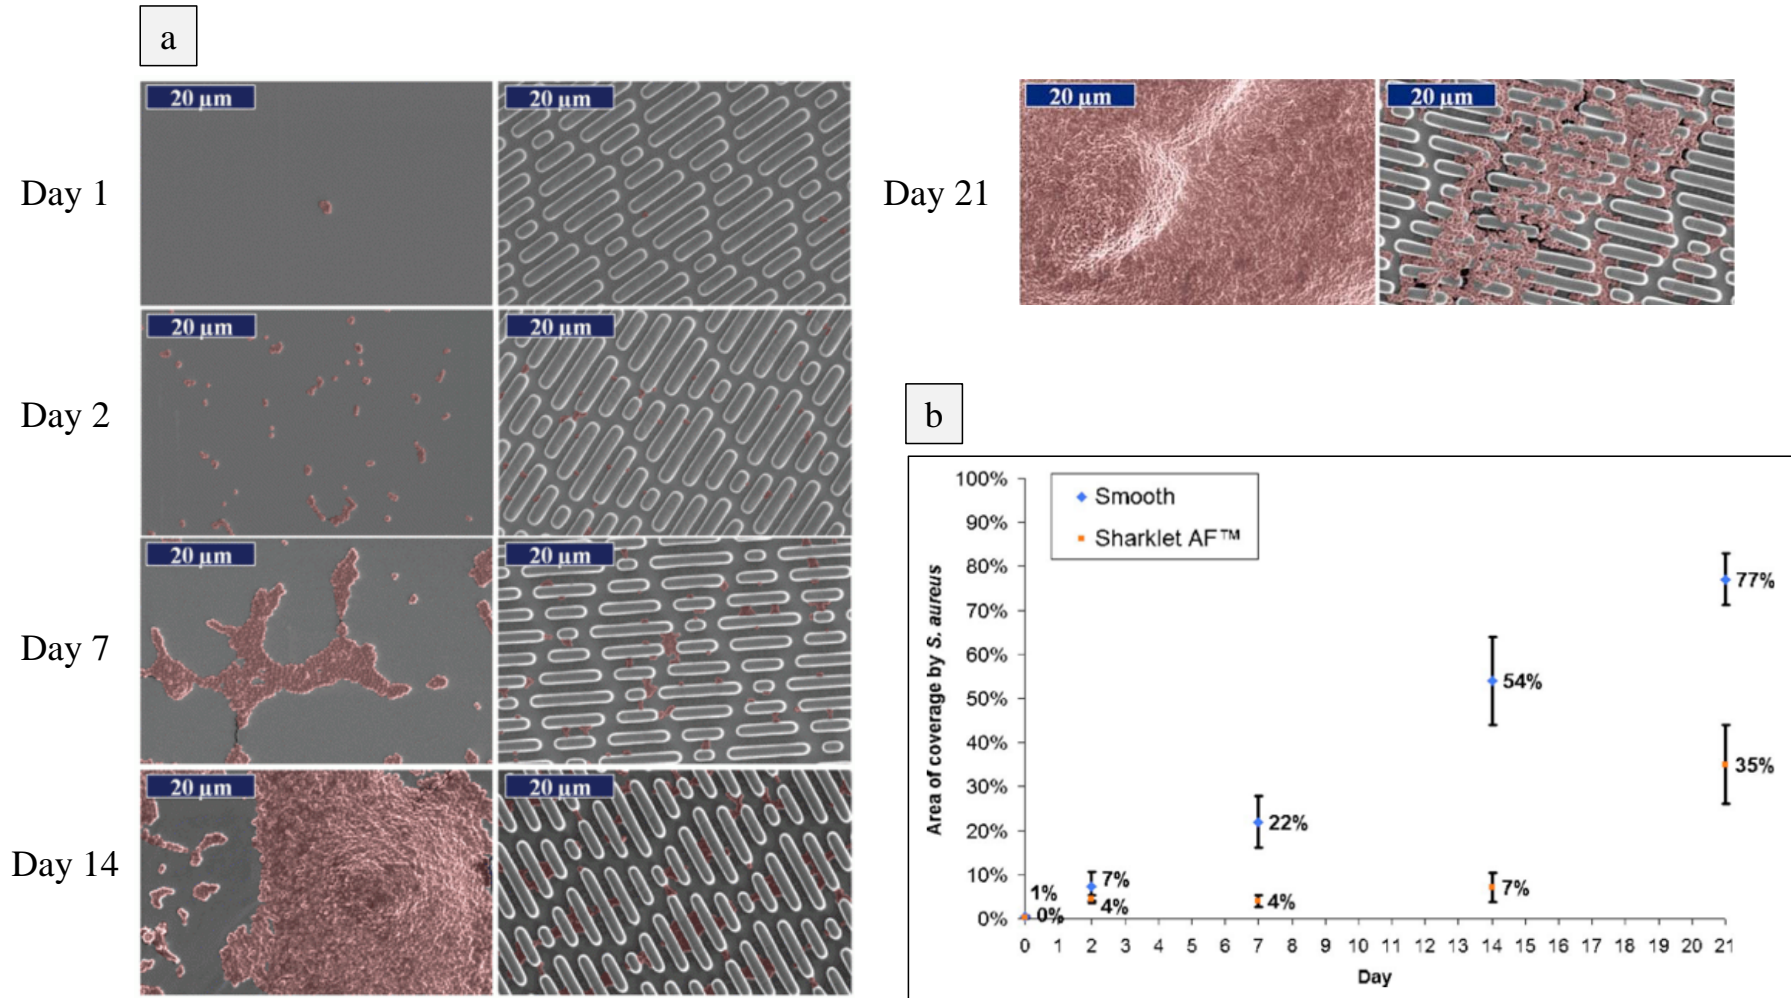 a
20 µm
20 µm
Day 1
20 µm
20 µm
Day 2
20 µm
20 µm
Day 7
20 µm
20 µm
Day 14
20 µm
20 µm
Day 21
20 µm
20 µm
b
Smooth
Sharklet AF™
Area of coverage by S. aureus
100%
90%
80%
70%
60%
50%
40%
30%
20%
10%
0%
1%
0%
7%
4%
22%
4%
54%
7%
77%
35%
0 1 2 3 4 5 6 7 8 9 10 11 12 13 14 15 16 17 18 19 20 21
Day